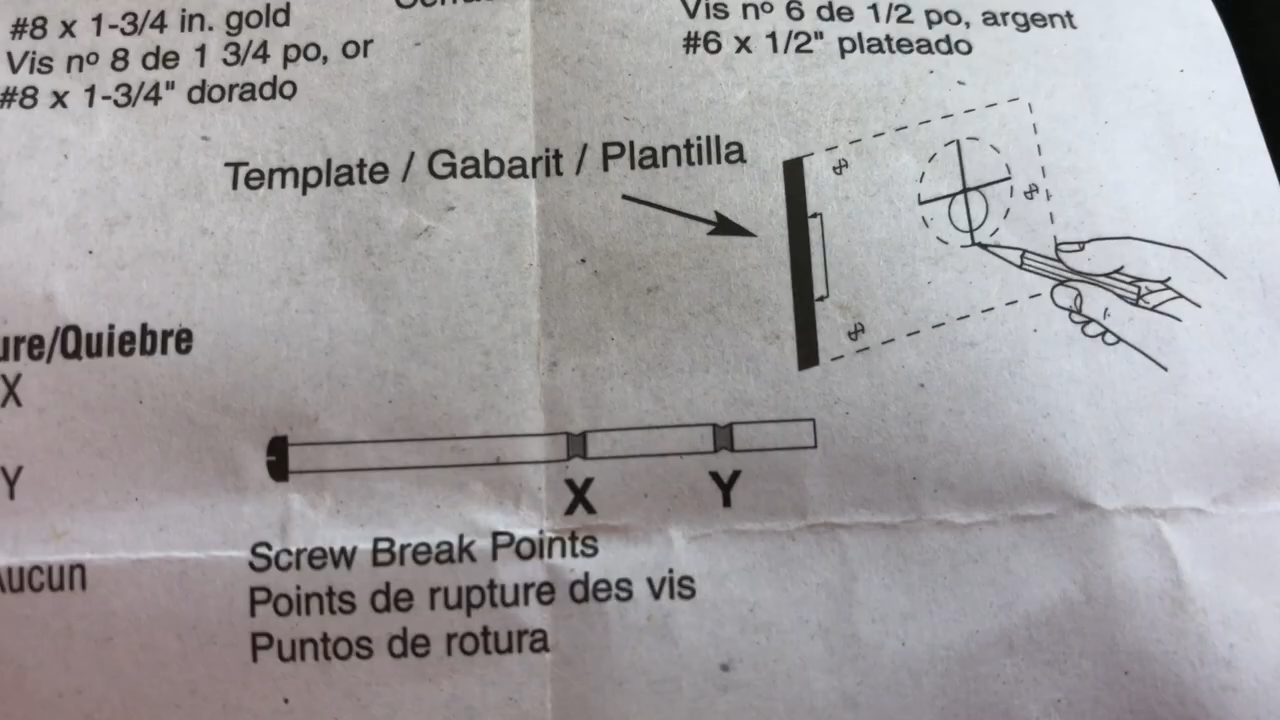 #8 x 1-3/4 in. gold
Vis nº 8 de 1 3/4 po, or
#8 x 1-3/4" dorado
Vis nº 6 de 1/2 po, argent
#6 x 1/2" plateado
Template / Gabarit / Plantilla
ure/Quiebre
X
Y
Aucun
X Y
Screw Break Points
Points de rupture des vis
Puntos de rotura